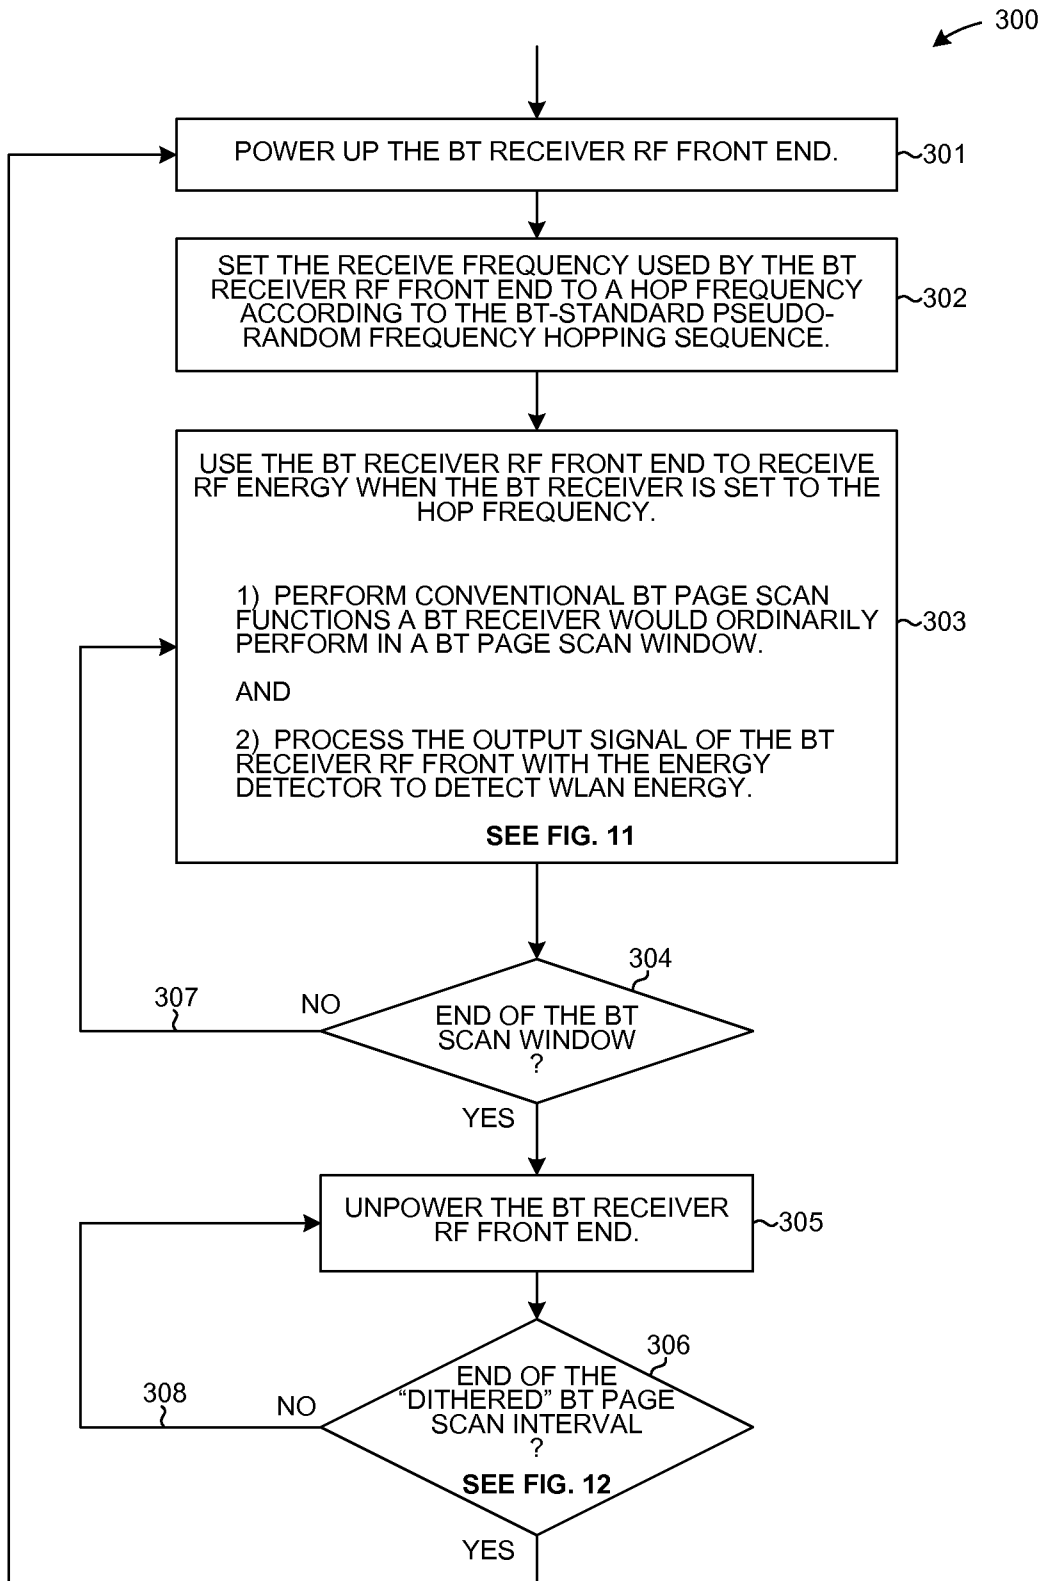 300
POWER UP THE BT RECEIVER RF FRONT END.
301
SET THE RECEIVE FREQUENCY USED BY THE BT
RECEIVER RF FRONT END TO A HOP FREQUENCY
ACCORDING TO THE BT-STANDARD PSEUDO-
RANDOM FREQUENCY HOPPING SEQUENCE.
302
USE THE BT RECEIVER RF FRONT END TO RECEIVE
RF ENERGY WHEN THE BT RECEIVER IS SET TO THE
HOP FREQUENCY.
1) PERFORM CONVENTIONAL BT PAGE SCAN
FUNCTIONS A BT RECEIVER WOULD ORDINARILY
PERFORM IN A BT PAGE SCAN WINDOW.
303
AND
2) PROCESS THE OUTPUT SIGNAL OF THE BT
RECEIVER RF FRONT WITH THE ENERGY
DETECTOR TO DETECT WLAN ENERGY.
SEE FIG. 11
304
307
NO
END OF THE BT
SCAN WINDOW
?
YES
UNPOWER THE BT RECEIVER
RF FRONT END.
305
306
308
NO
END OF THE
“DITHERED” BT PAGE
SCAN INTERVAL
?
SEE FIG. 12
YES